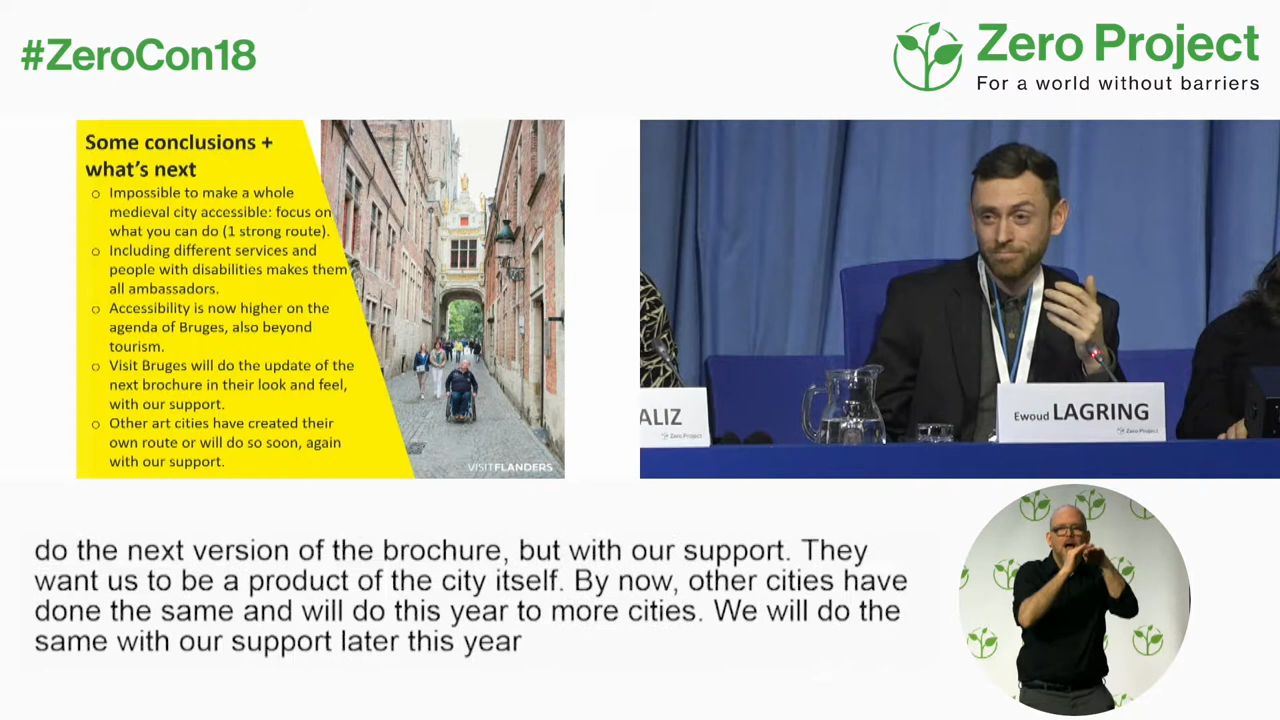 #ZeroCon18
Zero Project
For a world without barriers
Some conclusions +
what's next
o Impossible to make a whole
medieval city accessible: focus on
what you can do (1 strong route).
o Including different services and
people with disabilities makes them
all ambassadors.
o Accessibility is now higher on the
agenda of Bruges, also beyond
tourism.
o Visit Bruges will do the update of the
next brochure in their look and feel,
with our support.
o Other art cities have created their
own route or will do so soon, again
with our support.
VISITFLANDERS
ALIZ
Zero Project
Ewoud LAGRING
Zero Project
do the next version of the brochure, but with our support. They
want us to be a product of the city itself. By now, other cities have
done the same and will do this year to more cities. We will do the
same with our support later this year